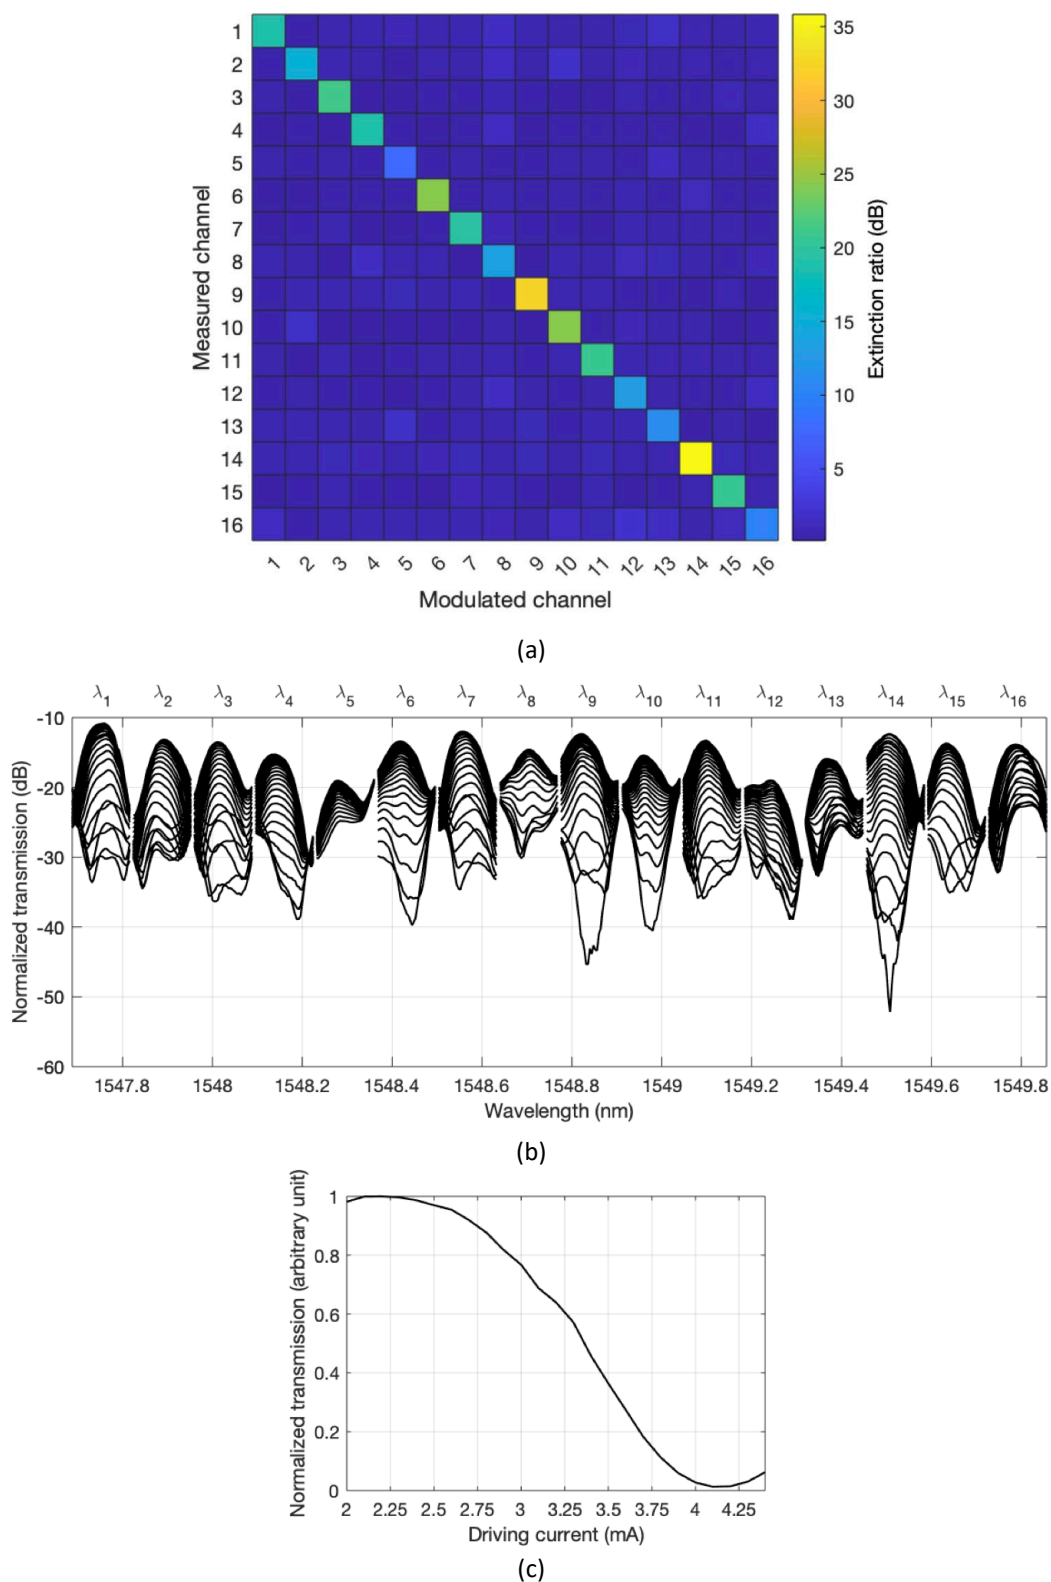 1
2
3
4
5
6
7
8
9
10
11
12
13
14
15
16
Measured channel
1 2 3 4 5 6 7 8 9 10 11 12 13 14 15 16
Modulated channel
35
30
25
20
15
10
5
Extinction ratio (dB)
(a)
λ1 λ2 λ3 λ4 λ5 λ6 λ7 λ8 λ9 λ10 λ11 λ12 λ13 λ14 λ15 λ16
-10
-20
-30
-40
-50
-60
Normalized transmission (dB)
1547.8 1548 1548.2 1548.4 1548.6 1548.8 1549 1549.2 1549.4 1549.6 1549.8
Wavelength (nm)
(b)
1
0.8
0.6
0.4
0.2
0
Normalized transmission (arbitrary unit)
2 2.25 2.5 2.75 3 3.25 3.5 3.75 4 4.25
Driving current (mA)
(c)